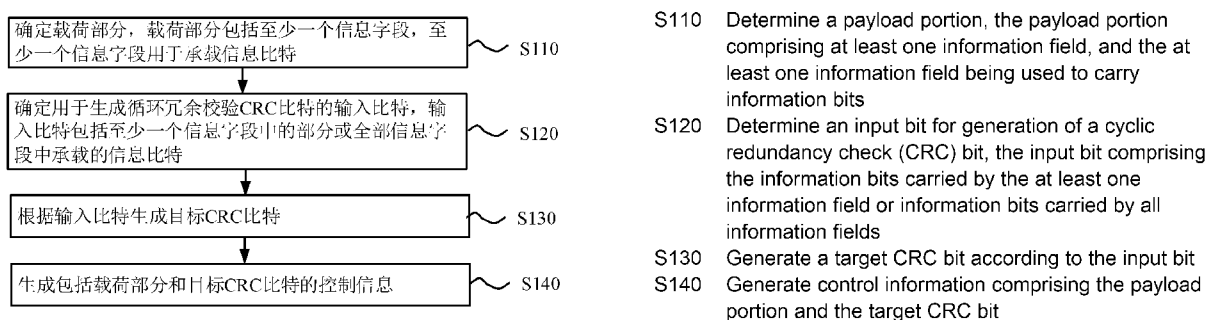 确定载荷部分，载荷部分包括至少一个信息字段，至
少一个信息字段用于承载信息比特
S110
确定用于生成循环冗余校验CRC比特的输入比特，输
入比特包括至少一个信息字段中的部分或全部信息字
段中承载的信息比特
S120
根据输入比特生成目标CRC比特
S130
生成包括载荷部分和目标CRC比特的控制信息
S140
S110 Determine a payload portion, the payload portion
comprising at least one information field, and the at
least one information field being used to carry
information bits
S120 Determine an input bit for generation of a cyclic
redundancy check (CRC) bit, the input bit comprising
the information bits carried by the at least one
information field or information bits carried by all
information fields
S130 Generate a target CRC bit according to the input bit
S140 Generate control information comprising the payload
portion and the target CRC bit